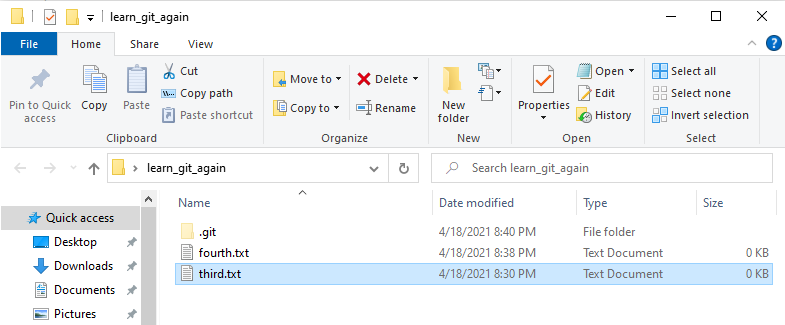 learn_git_again
File Home Share View
Pin to Quick access
Copy
Paste
Cut
Copy path
Paste shortcut
Clipboard
Move to
Copy to
Delete
Rename
Organize
New folder
New
Properties
Open
Edit
History
Open
Select all
Select none
Invert selection
Select
learn_git_again
Search learn_git_again
Quick access
Desktop
Downloads
Documents
Pictures
Name Date modified Type Size
.git 4/18/2021 8:40 PM File folder
fourth.txt 4/18/2021 8:38 PM Text Document 0 KB
third.txt 4/18/2021 8:30 PM Text Document 0 KB